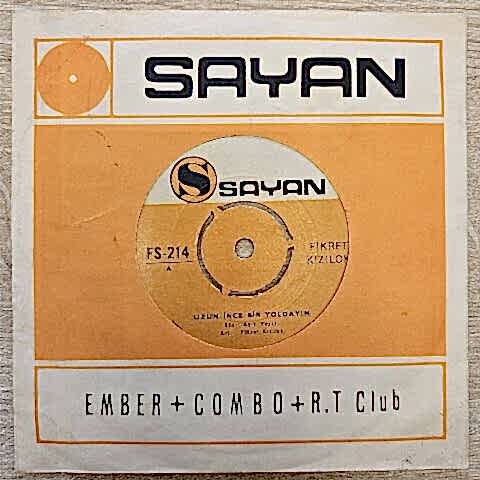 SAYAN
S SAYAN
FS-214
A
FİKRET
KIZILOK
UZUN İNCE BİR YOLDAYIM
EMBER + COMBO + R.T Club